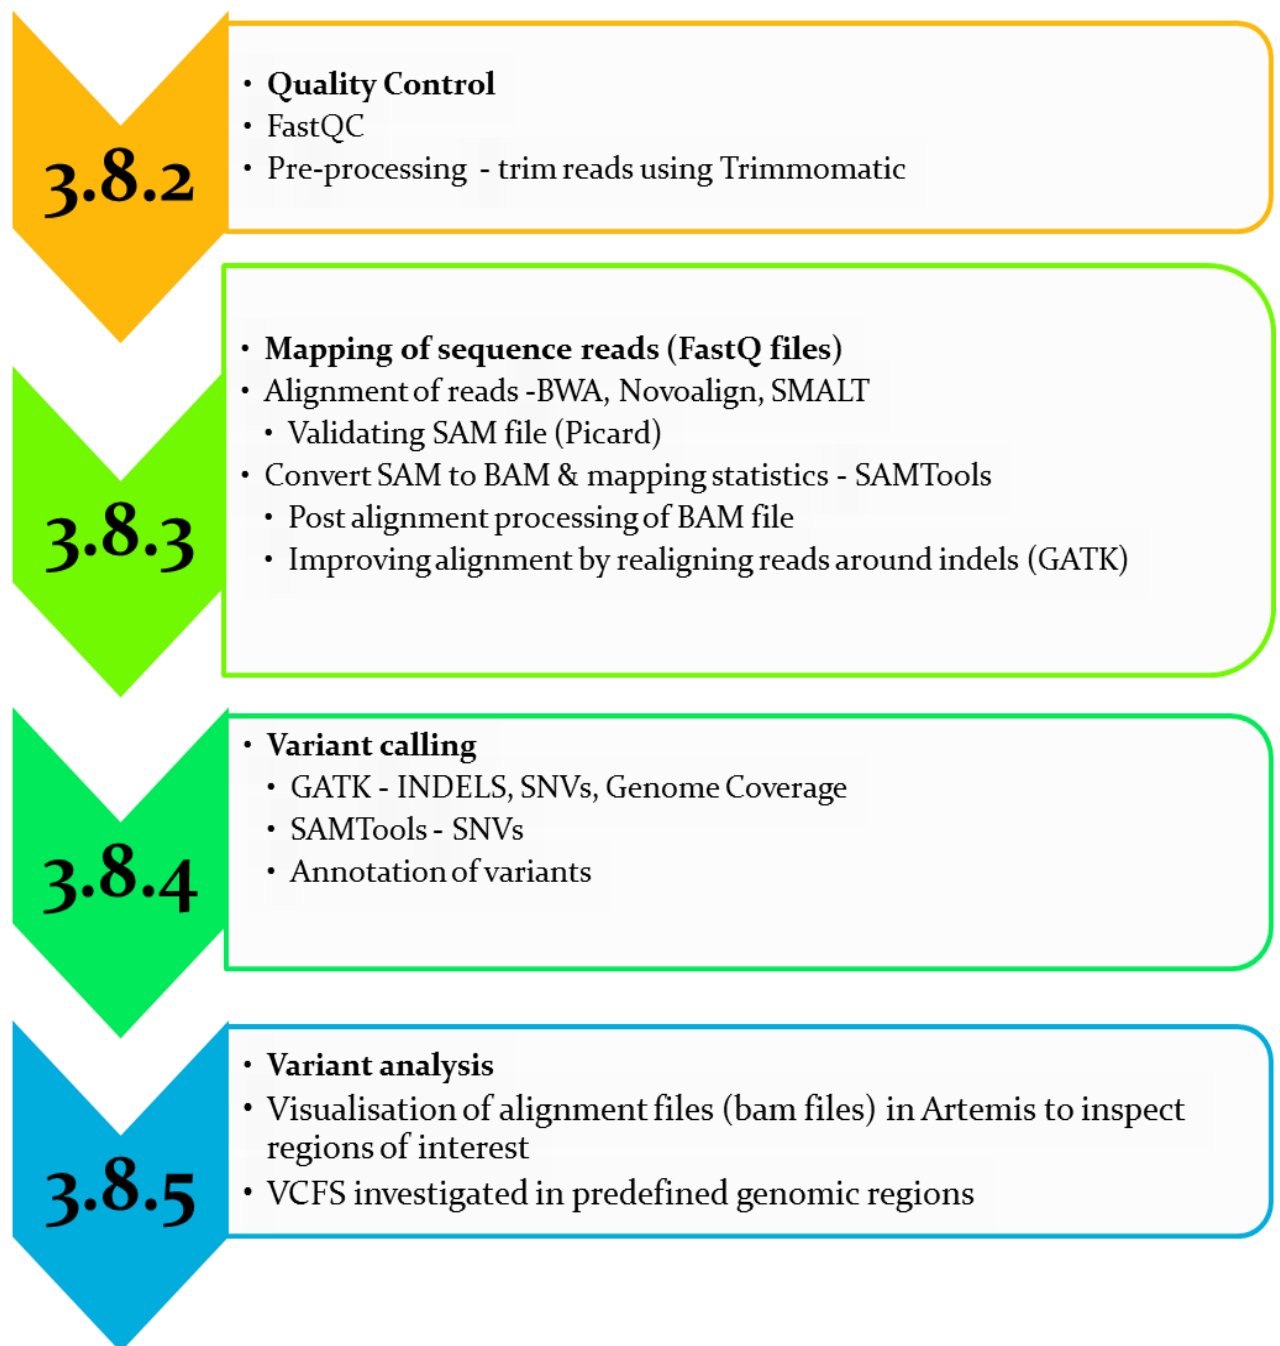 3.8.2
• Quality Control
• FastQC
• Pre-processing - trim reads using Trimmomatic
3.8.3
• Mapping of sequence reads (FastQ files)
• Alignment of reads -BWA, Novoalign, SMALT
• Validating SAM file (Picard)
• Convert SAM to BAM & mapping statistics - SAMTools
• Post alignment processing of BAM file
• Improving alignment by realigning reads around indels (GATK)
3.8.4
• Variant calling
• GATK - INDELS, SNVs, Genome Coverage
• SAMTools - SNVs
• Annotation of variants
3.8.5
• Variant analysis
• Visualisation of alignment files (bam files) in Artemis to inspect
regions of interest
• VCFS investigated in predefined genomic regions